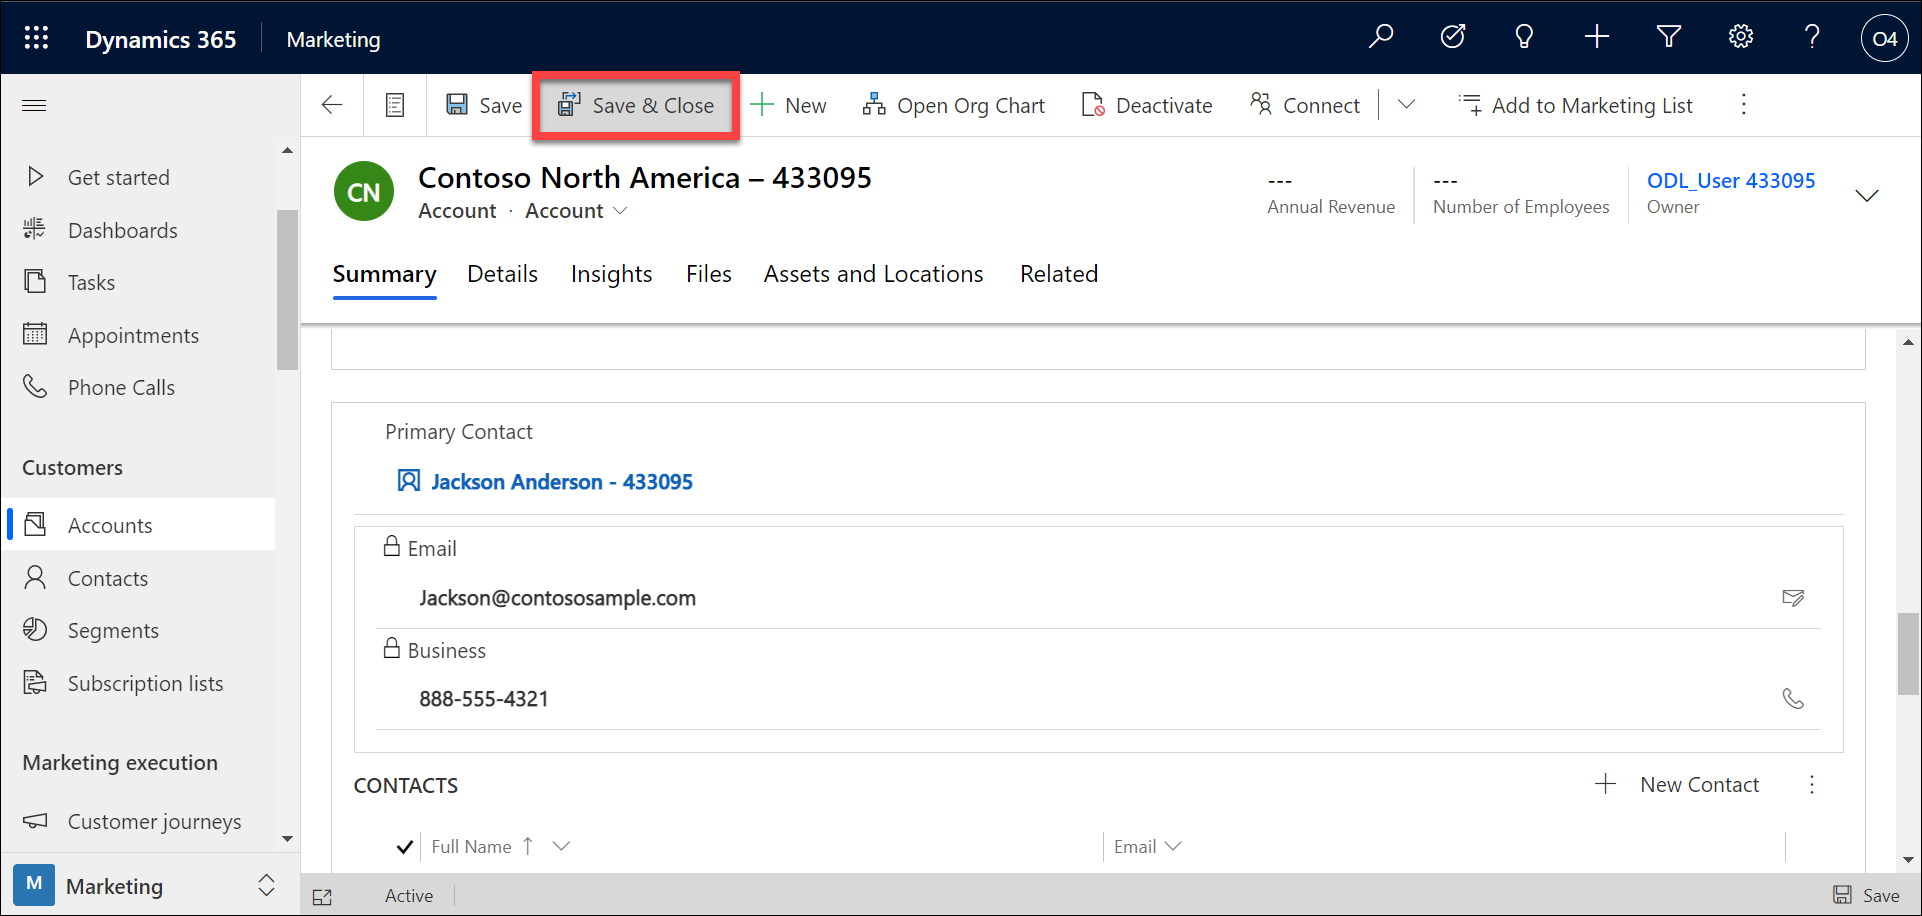 Dynamics 365 Marketing O4
Save Save & Close New Open Org Chart Deactivate Connect Add to Marketing List
Get started
Dashboards
Tasks
Appointments
Phone Calls
Customers
Accounts
Contacts
Segments
Subscription lists
Marketing execution
Customer journeys
M Marketing
CN Contoso North America – 433095
Account · Account
--- Annual Revenue
--- Number of Employees
ODL_User 433095
Owner
Summary Details Insights Files Assets and Locations Related
Primary Contact
Jackson Anderson - 433095
Email
Jackson@contososample.com
Business
888-555-4321
CONTACTS New Contact
Full Name Email
Active Save